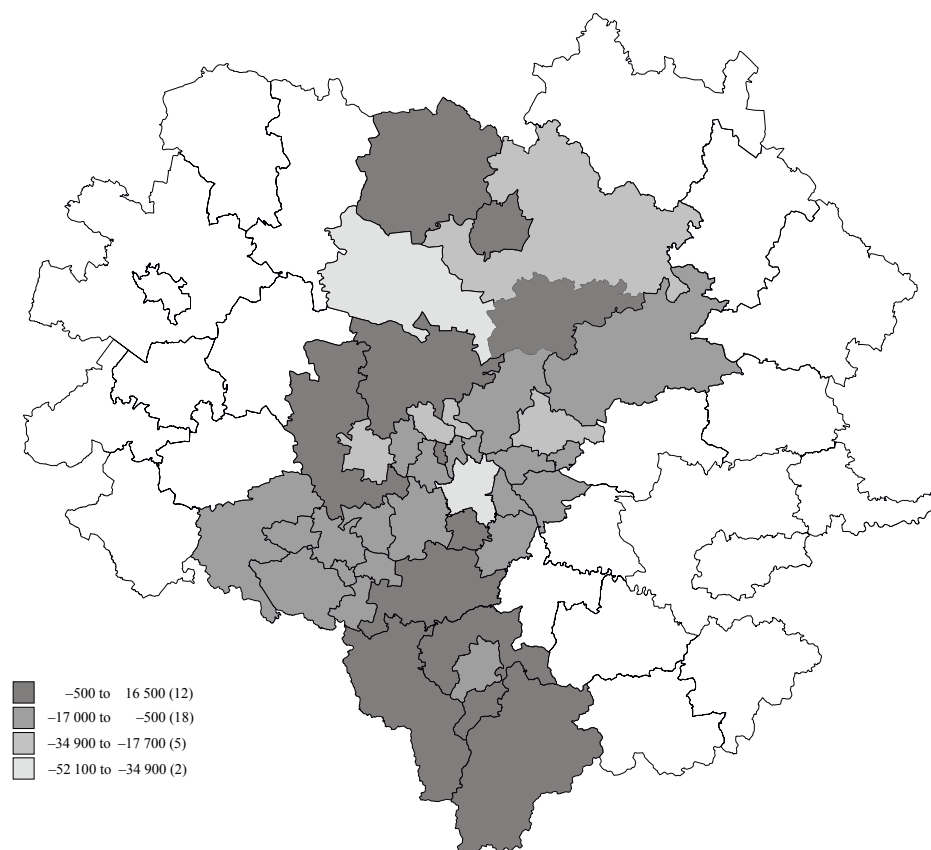 –500 to 16 500 (12)
–17 000 to –500 (18)
–34 900 to –17 700 (5)
–52 100 to –34 900 (2)